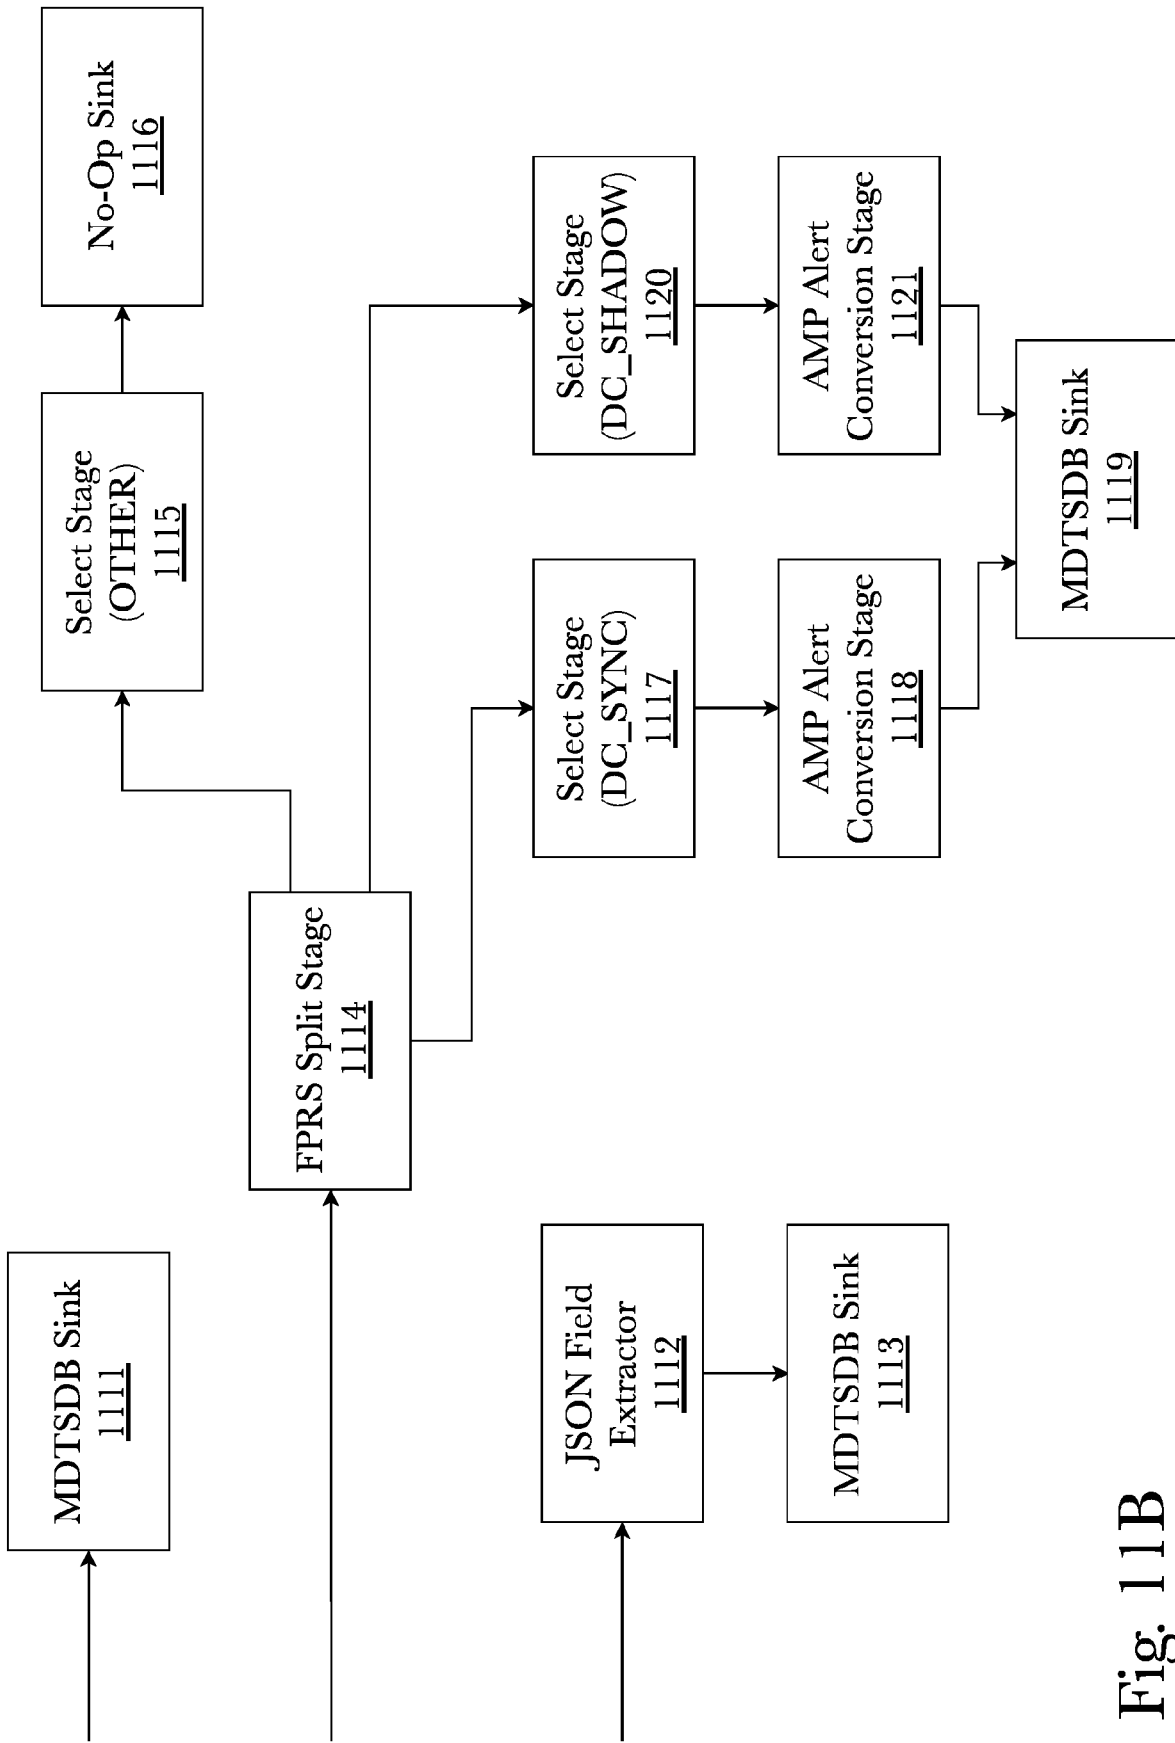 MDTSDB Sink
1111
FPRS Split Stage
1114
Select Stage
(OTHER)
1115
No-Op Sink
1116
JSON Field
Extractor
1112
MDTSDB Sink
1113
Select Stage
(DC_SYNC)
1117
AMP Alert
Conversion Stage
1118
Select Stage
(DC_SHADOW)
1120
AMP Alert
Conversion Stage
1121
MDTSDB Sink
1119
Fig. 11B